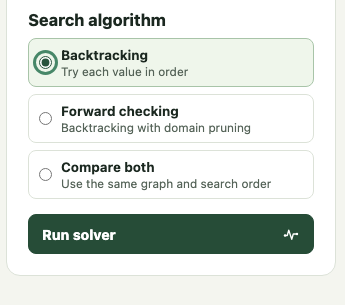 Search algorithm
Backtracking
Try each value in order
Forward checking
Backtracking with domain pruning
Compare both
Use the same graph and search order
Run solver